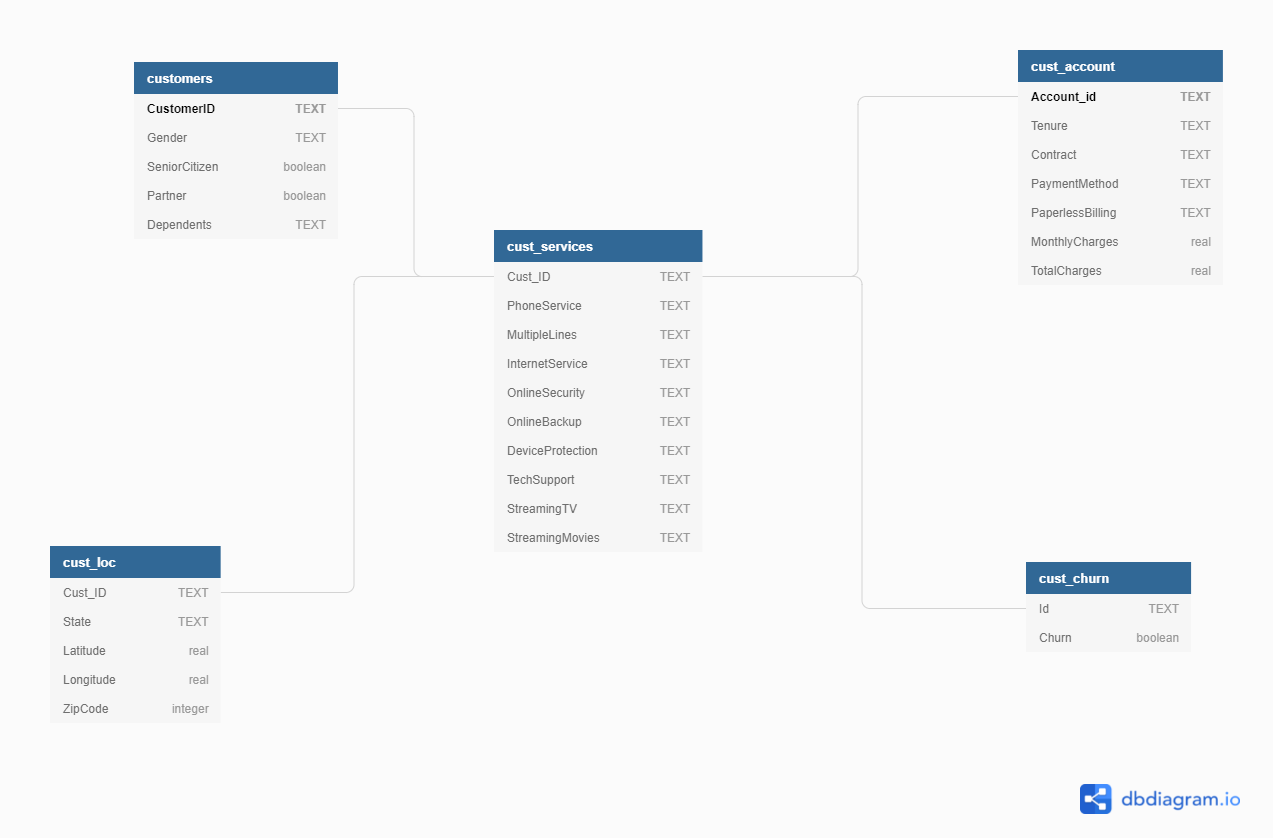 customers
CustomerID TEXT
Gender TEXT
SeniorCitizen boolean
Partner boolean
Dependents TEXT
cust_account
Account_id TEXT
Tenure TEXT
Contract TEXT
PaymentMethod TEXT
PaperlessBilling TEXT
MonthlyCharges real
TotalCharges real
cust_services
Cust_ID TEXT
PhoneService TEXT
MultipleLines TEXT
InternetService TEXT
OnlineSecurity TEXT
OnlineBackup TEXT
DeviceProtection TEXT
TechSupport TEXT
StreamingTV TEXT
StreamingMovies TEXT
cust_loc
Cust_ID TEXT
State TEXT
Latitude real
Longitude real
ZipCode integer
cust_churn
Id TEXT
Churn boolean
dbdiagram.io